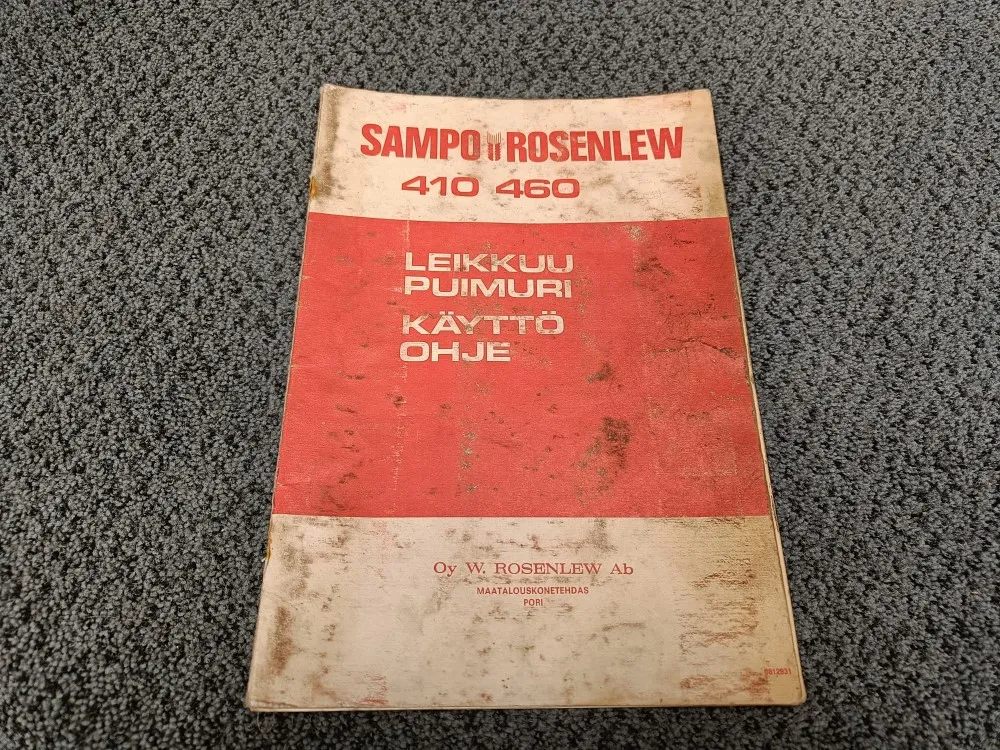 SAMPO ROSENLEW
410 460
LEIKKUU
PUIMURI
KÄYTTÖ
OHJE
Oy W. ROSENLEW Ab
MAATALOUSKONETEHDAS
PORI